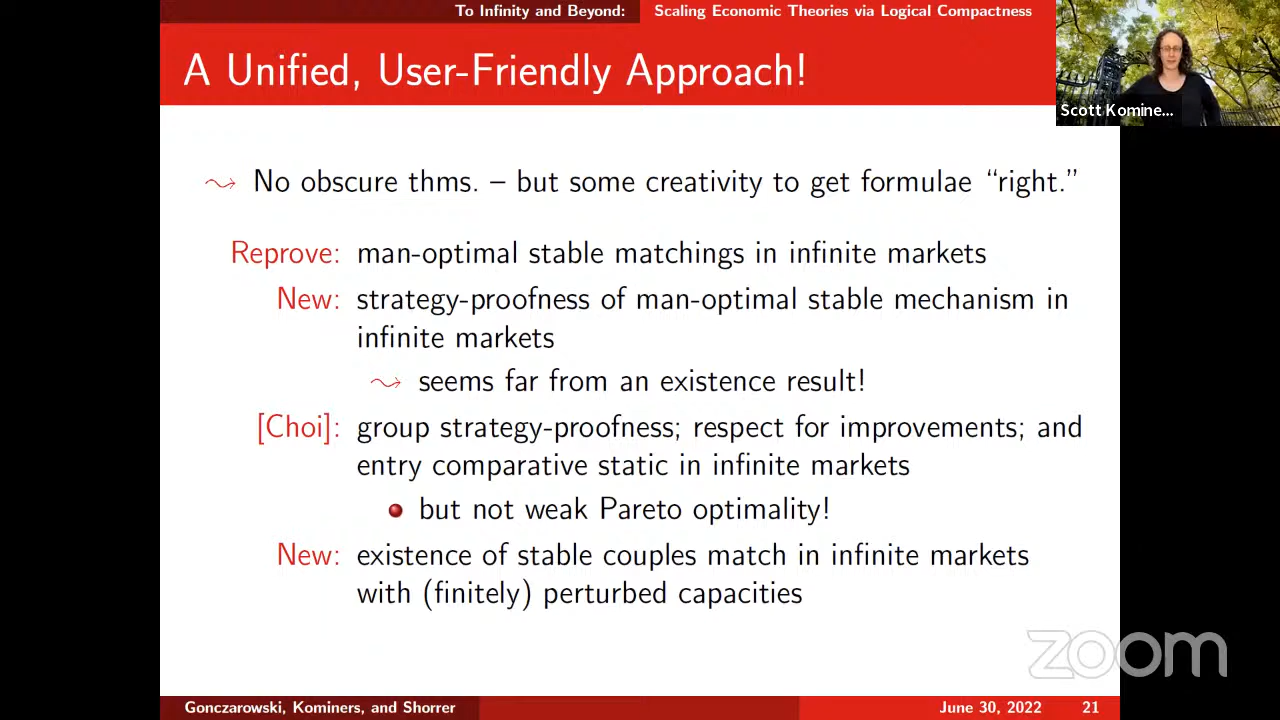 To Infinity and Beyond: Scaling Economic Theories via Logical Compactness
A Unified, User-Friendly Approach!
Scott Komine...
No obscure thms. – but some creativity to get formulae “right.”
Reprove: man-optimal stable matchings in infinite markets
New: strategy-proofness of man-optimal stable mechanism in
infinite markets
seems far from an existence result!
[Choi]: group strategy-proofness; respect for improvements; and
entry comparative static in infinite markets
but not weak Pareto optimality!
New: existence of stable couples match in infinite markets
with (finitely) perturbed capacities
zoom
Gonczarowski, Kominers, and Shorrer June 30, 2022 21